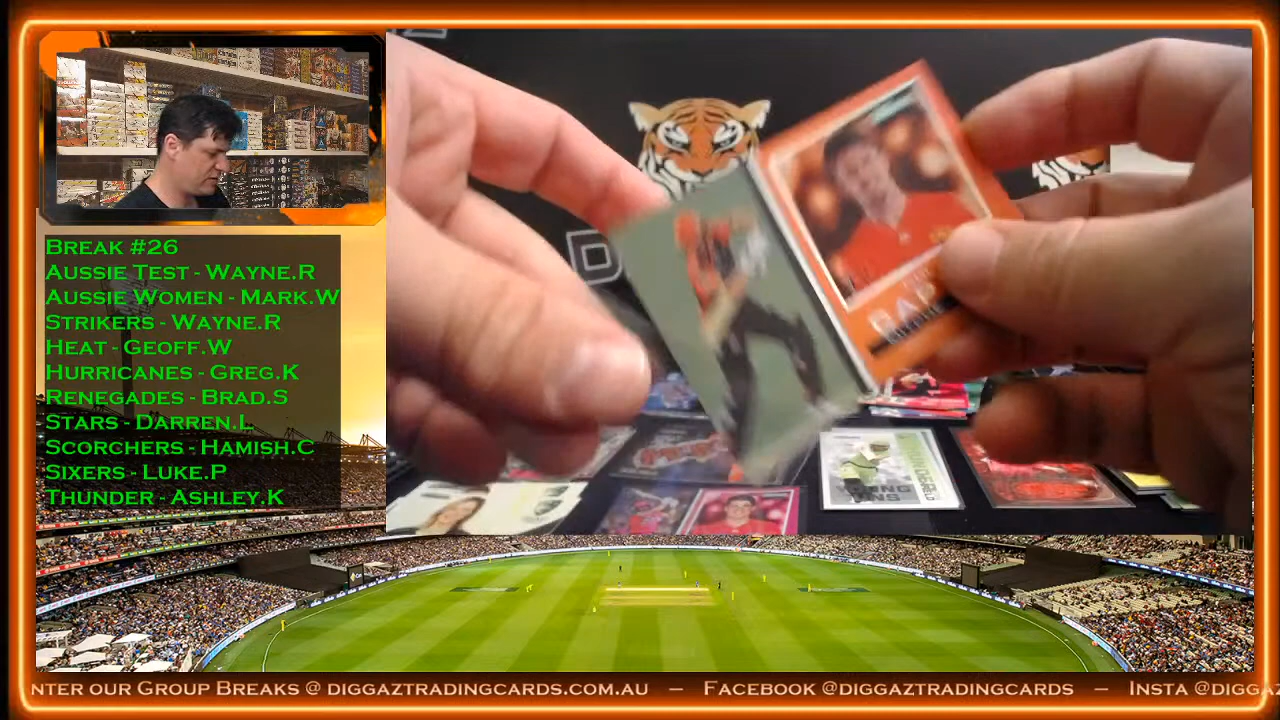 Break #26
Aussie Test - Wayne.R
Aussie Women - Mark.W
Strikers - Wayne.R
Heat - Geoff.W
Hurricanes - Greg.K
Renegades - Brad.S
Stars - Darren.L
Scorchers - Hamish.C
Sixers - Luke.P
Thunder - Ashley.K
D
nter our Group Breaks @ diggaztradingcards.com.au – Facebook @diggaztradingcards – Insta @digga